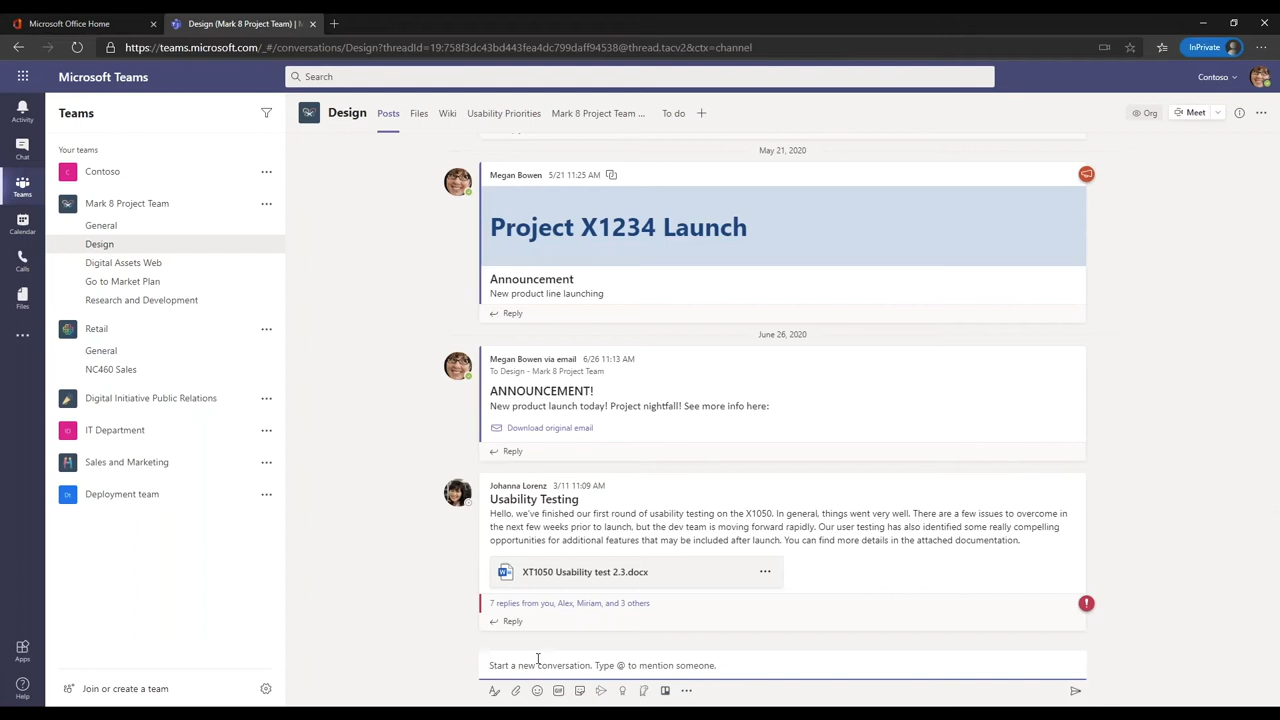 Microsoft Office Home
Design (Mark 8 Project Team) | M
https://teams.microsoft.com/_#/conversations/Design?threadId=19:758f3dc43bd443fea4dc799daff94538@thread.tacv2&ctx=channel
InPrivate
Microsoft Teams
Search
Contoso
Activity
Chat
Teams
Calendar
Calls
Files
Apps
Help
Teams
Your teams
C Contoso
Mark 8 Project Team
General
Design
Digital Assets Web
Go to Market Plan
Research and Development
Retail
General
NC460 Sales
Digital Initiative Public Relations
ID IT Department
Sales and Marketing
Dt Deployment team
Join or create a team
Design
Posts
Files
Wiki
Usability Priorities
Mark 8 Project Team ...
To do
Org
Meet
May 21, 2020
Megan Bowen 5/21 11:25 AM
Project X1234 Launch
Announcement
New product line launching
Reply
June 26, 2020
Megan Bowen via email 6/26 11:13 AM
To Design - Mark 8 Project Team
ANNOUNCEMENT!
New product launch today! Project nightfall! See more info here:
Download original email
Reply
Johanna Lorenz 3/11 11:09 AM
Usability Testing
Hello, we've finished our first round of usability testing on the X1050. In general, things went very well. There are a few issues to overcome in
the next few weeks prior to launch, but the dev team is moving forward rapidly. Our user testing has also identified some really compelling
opportunities for additional features that may be included after launch. You can find more details in the attached documentation.
XT1050 Usability test 2.3.docx
7 replies from you, Alex, Miriam, and 3 others
Reply
Start a new conversation. Type @ to mention someone.
GIF